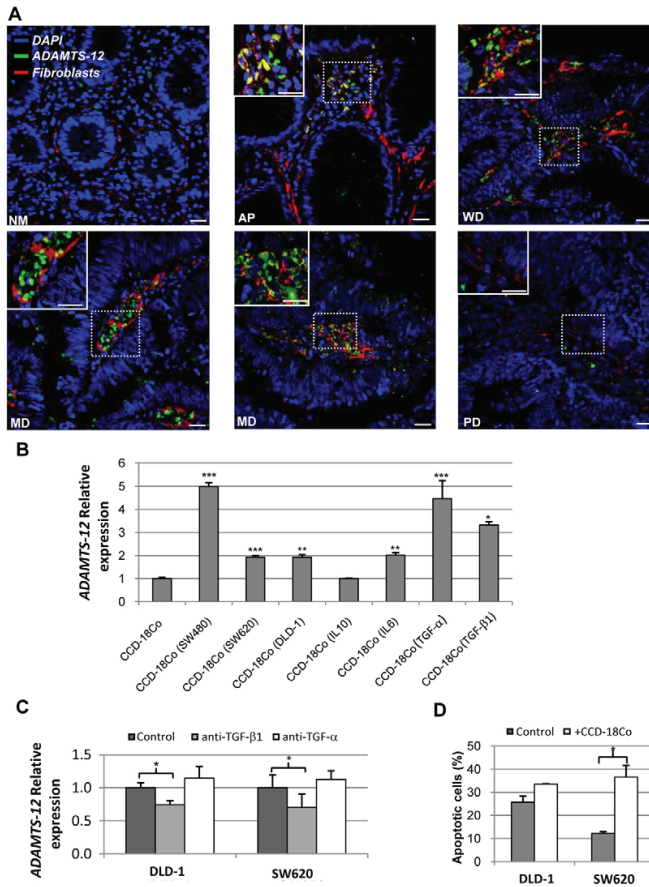 A
DAPI
ADAMTS-12
Fibroblasts
NM
AP
WD
MD
MD
PD
B
ADAMTS-12 Relative
expression
6
5
4
3
2
1
0
***
***
**
**
***
*
CCD-18Co
CCD-18Co (SW480)
CCD-18Co (SW620)
CCD-18Co (DLD-1)
CCD-18Co (IL10)
CCD-18Co (IL6)
CCD-18Co (TGF-α)
CCD-18Co(TGF-β1)
C
Control anti-TGF-β1 anti-TGF-α
ADAMTS-12 Relative
expression
1.5
1.0
0.5
0.0
*
*
DLD-1 SW620
D
Control +CCD-18Co
Apoptotic cells (%)
50
40
30
20
10
0
*
DLD-1 SW620